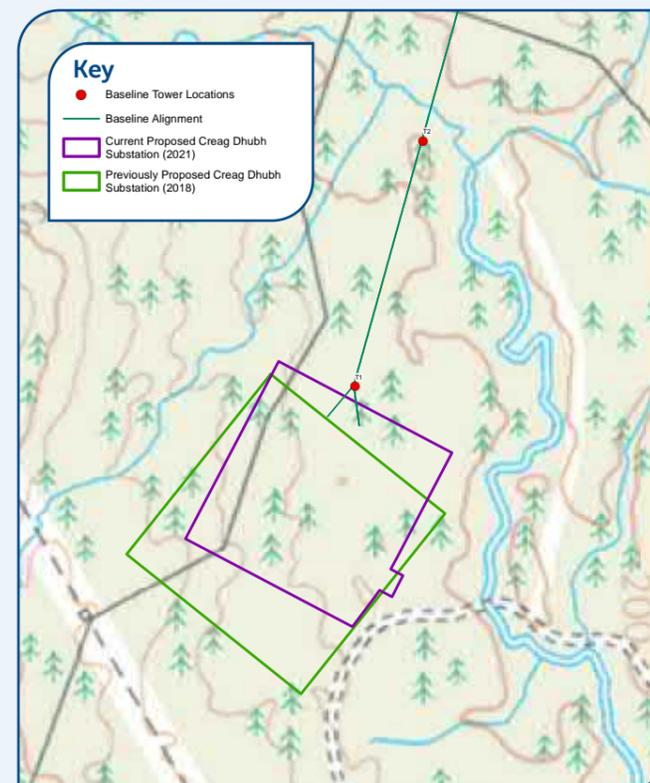 Key
Baseline Tower Locations
Baseline Alignment
Current Proposed Creag Dhubh
Substation (2021)
Previously Proposed Creag Dhubh
Substation (2018)
T2
T1